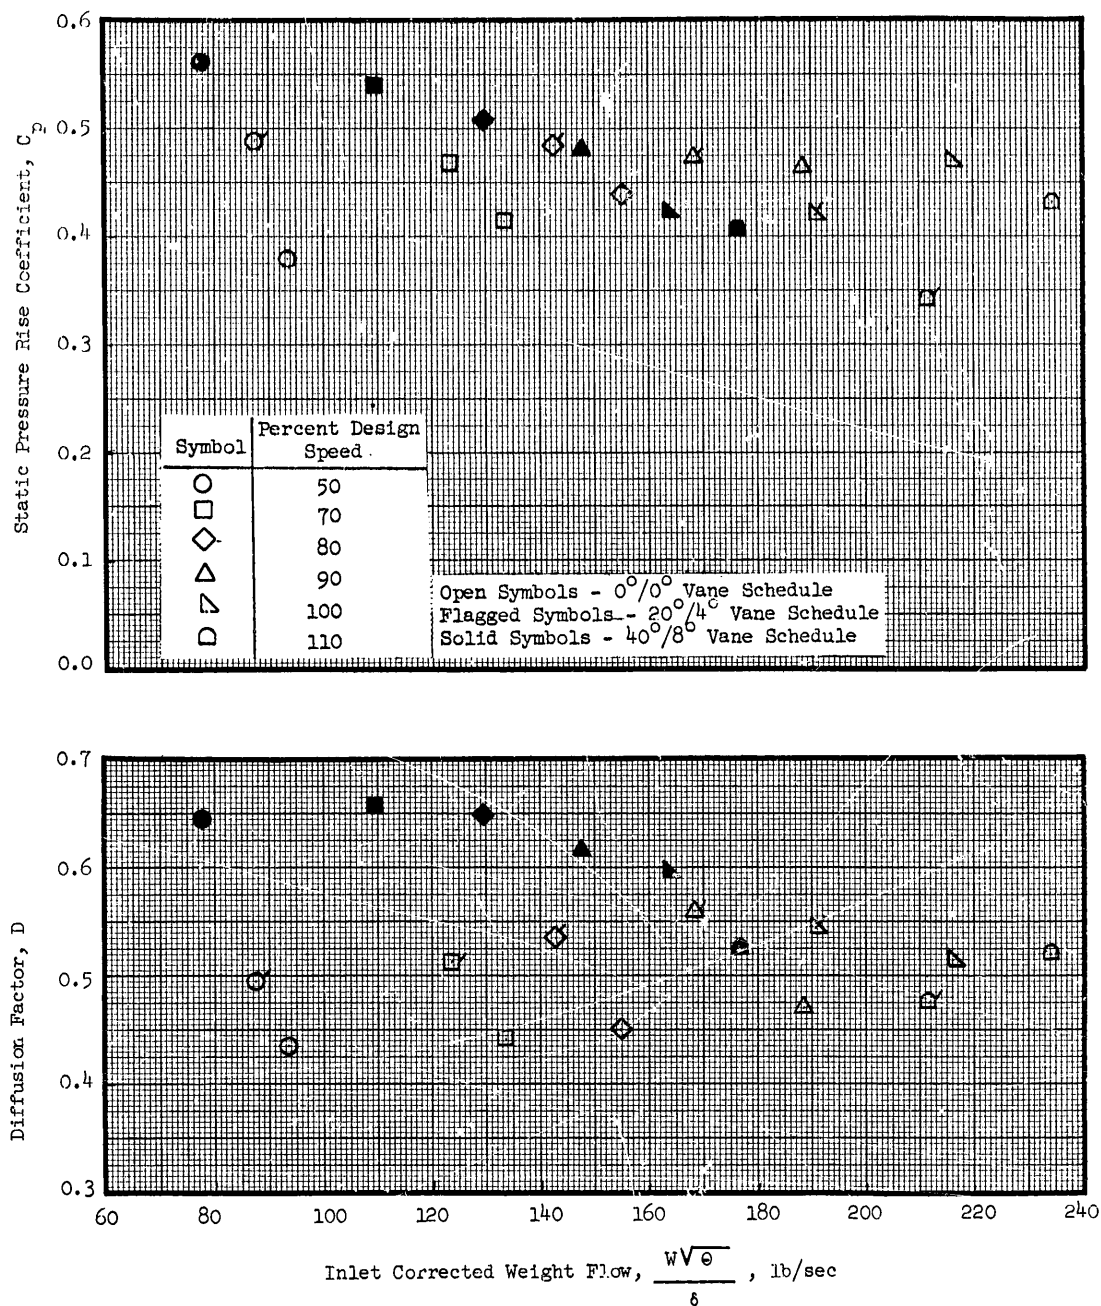 0.6
0.5
0.4
0.3
0.2
0.1
0.0
Static Pressure Rise Coefficient, Cp
Symbol Percent Design Speed
50
70
80
90
100
110
Open Symbols - 0°/0° Vane Schedule
Flagged Symbols - 20°/4° Vane Schedule
Solid Symbols - 40°/8° Vane Schedule
0.7
0.6
0.5
0.4
0.3
Diffusion Factor, D
60 80 100 120 140 160 180 200 220 240
Inlet Corrected Weight Flow, W√θ/δ , lb/sec